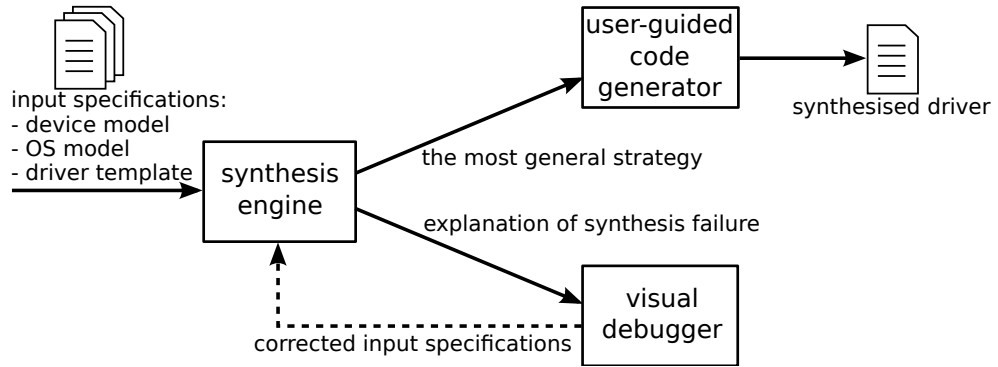 input specifications:
- device model
- OS model
- driver template
synthesis
engine
user-guided
code
generator
synthesised driver
the most general strategy
explanation of synthesis failure
visual
debugger
corrected input specifications